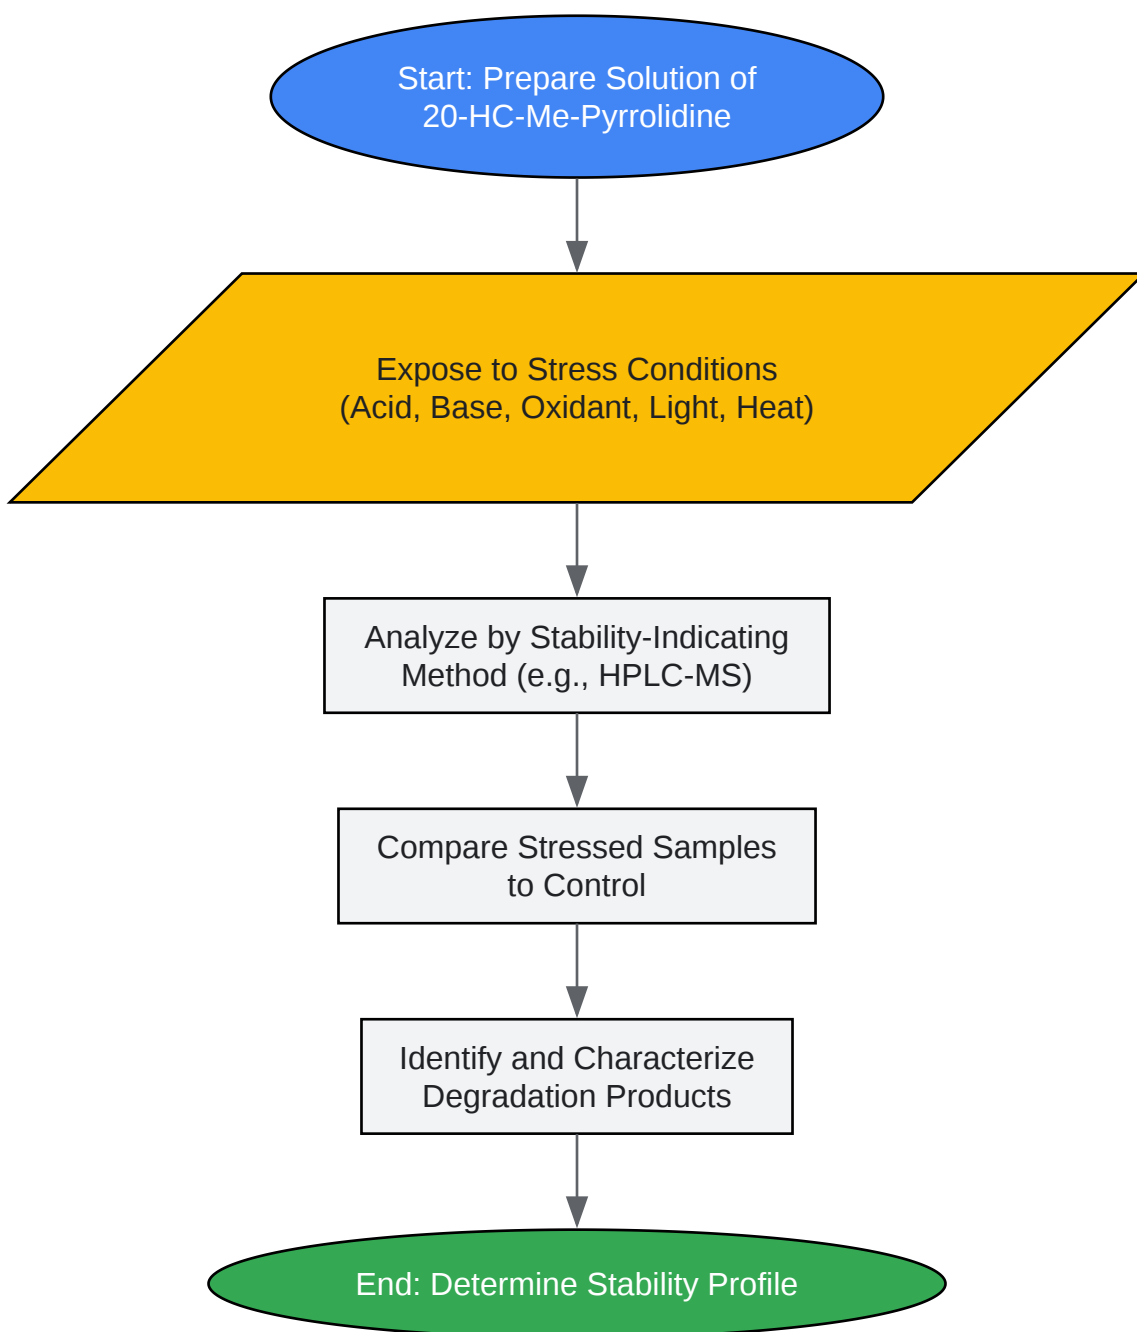 Start: Prepare Solution of
20-HC-Me-Pyrrolidine
Expose to Stress Conditions
(Acid, Base, Oxidant, Light, Heat)
Analyze by Stability-Indicating
Method (e.g., HPLC-MS)
Compare Stressed Samples
to Control
Identify and Characterize
Degradation Products
End: Determine Stability Profile